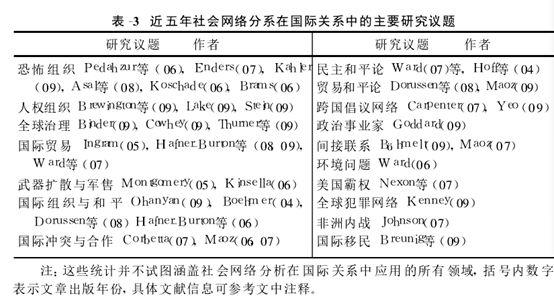 表 -3 近五年社会网络分系在国际关系中的主要研究议题
研究议题 作者
恐怖组织 Pedahzur等 (06), Enders(07), Kahler
(09), Asal等 (08), Koschade(06), Brams(06)
人权组织 Brewington等 (09), Lake(09), Stein(09)
全球治理 Binder(09), Cowhey(09), Thurner等 (09)
国际贸易 Ingram(05), Hafner-Burton等 (08 09),
Ward等 (07)
武器扩散与军售 Montgomery(05), Kinsella(06)
国际组织与和平 Ohanyan(09), Boehmer(04),
Dorussen等 (08) Hafner-Burton等 (06)
国际冲突与合作 Corbetta(07), Maoz(06 07)
研究议题 作者
民主和平论 Ward(07)等, Hoff等 (04)
贸易和平论 Dorussen等 (08), Maoz(09)
跨国倡议网络 Carpenter(07), Yeo(09)
政治事业家 Goddard(09)
间接联系 Böhmelt(09), Maoz(07)
环境问题 Ward(06)
美国霸权 Nexon等 (07)
全球犯罪网络 Kenney(09)
非洲内战 Johnson(07)
国际移民 Breunig等 (09)
注: 这些统计并不试图涵盖社会网络分析在国际关系中应用的所有领域, 括号内数字
表示文章出版年份, 具体文献信息可参考文中注释。